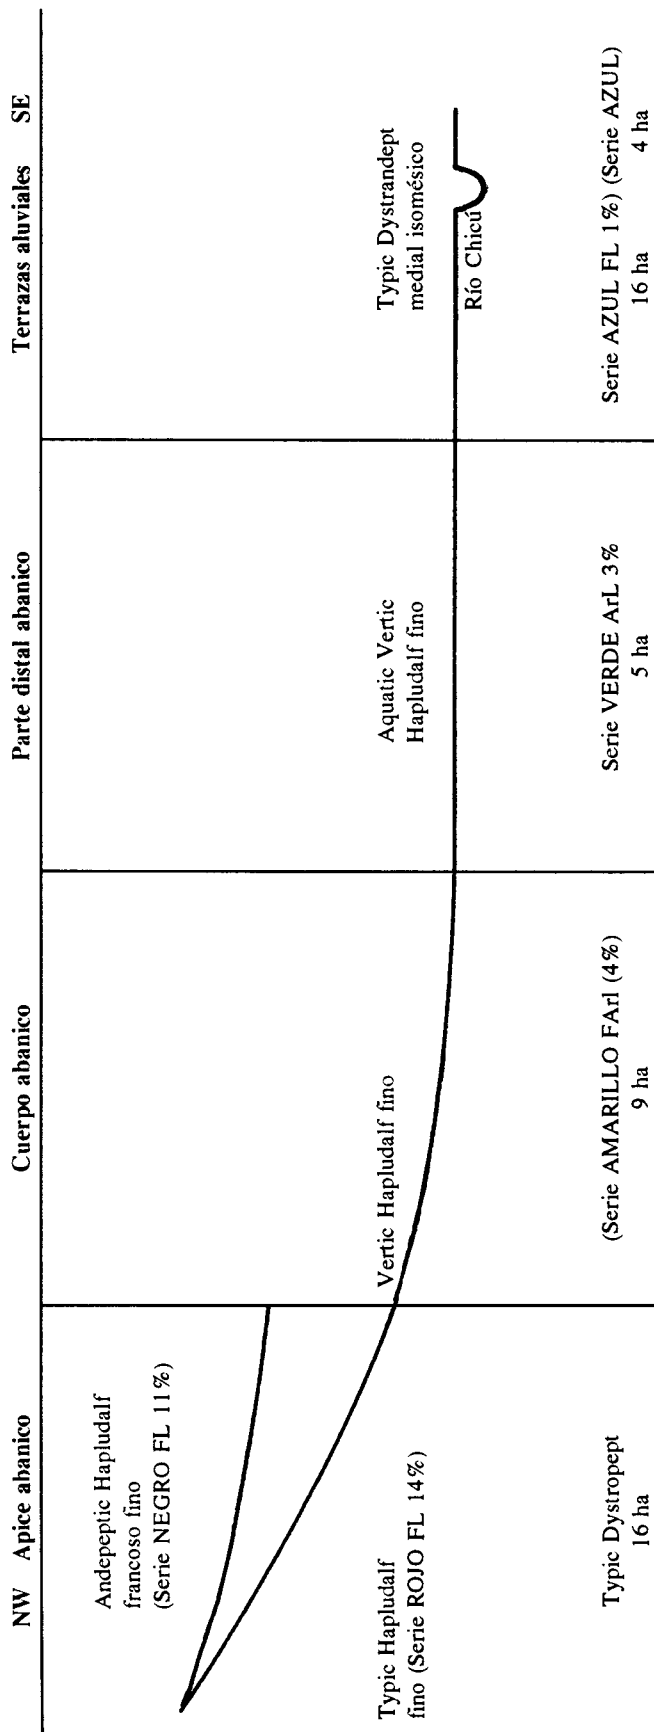 NW Apice abanico
Cuerpo abanico
Parte distal abanico
Terrazas aluviales SE
Andepeptic Hapludalf
francoso fino
(Serie NEGRO FL 11%)
Typic Hapludalf
fino (Serie ROJO FL 14%)
Vertic Hapludalf fino
Aquatic Vertic
Hapludalf fino
Typic Dystrandept
medial isomésico
Río Chicú
Typic Dystropept
16 ha
(Serie AMARILLO FArl (4%)
9 ha
Serie VERDE ArL 3%
5 ha
Serie AZUL FL 1%) (Serie AZUL)
16 ha 4 ha